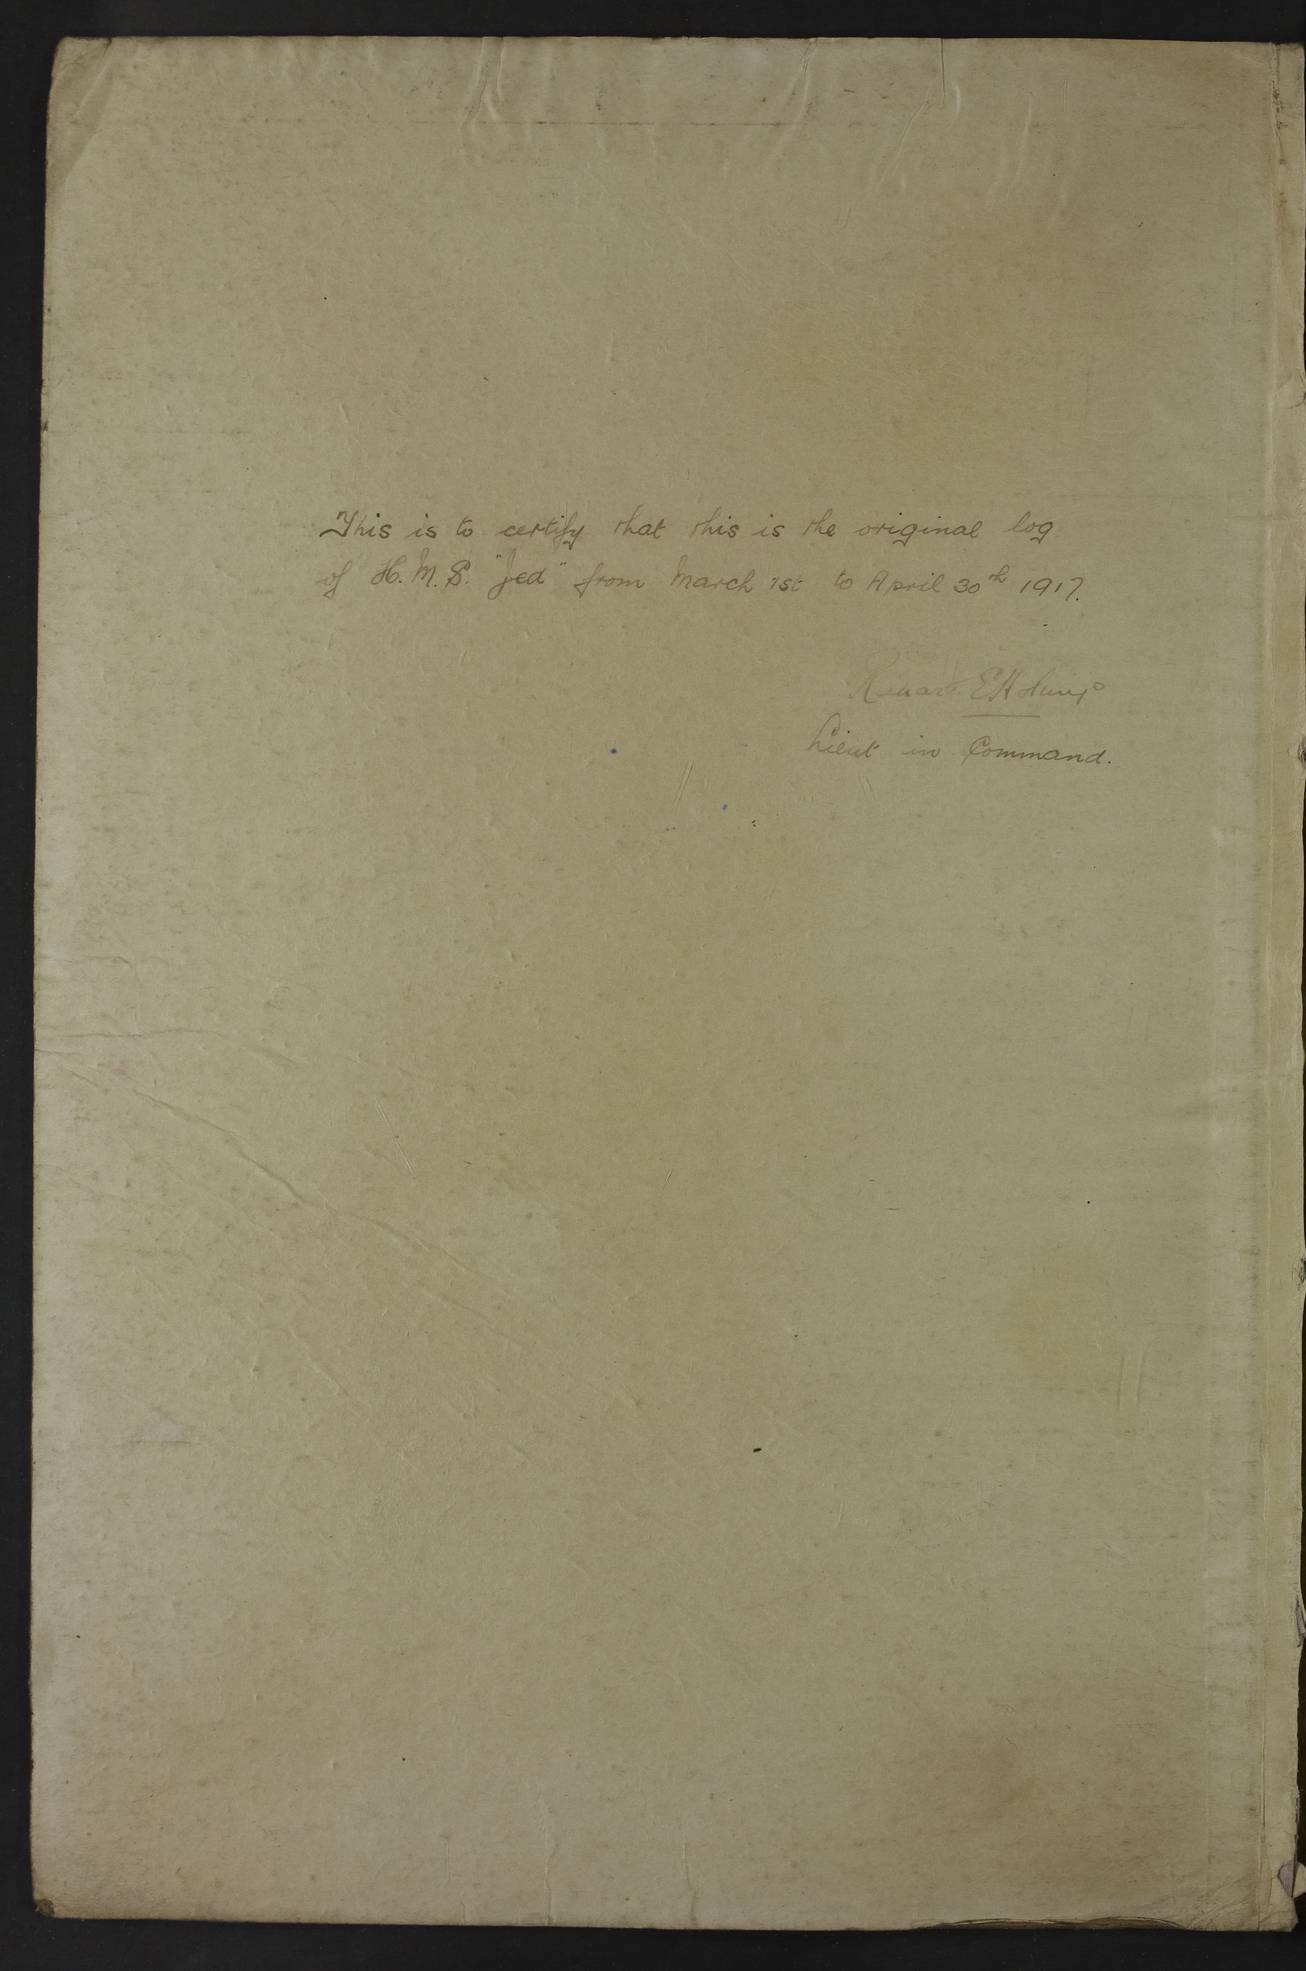 This is to certify that this is the original log
of H.M.S. "Jed" from March 1st to April 30th 1917.
Lieut in Command.